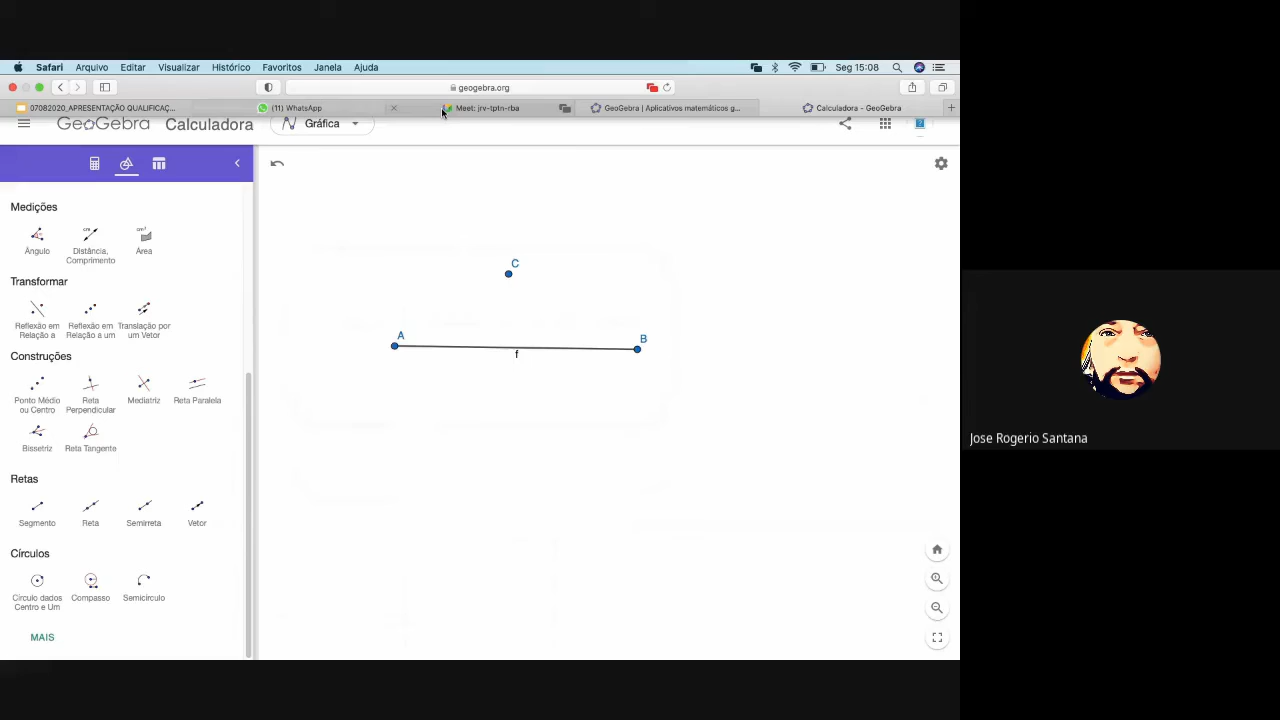 Safari Arquivo Editar Visualizar Histórico Favoritos Janela Ajuda Seg 15:08
geogebra.org
07082020_APRESENTAÇÃO QUALIFICAÇ... (11) WhatsApp Meet: jrv-tptn-rba GeoGebra | Aplicativos matemáticos g... Calculadora - GeoGebra
GeoGebra Calculadora Gráfica
Medições
Ângulo Distância, Comprimento Área
Transformar
Reflexão em Relação a Reflexão em Relação a um Translação por um Vetor
Construções
Ponto Médio ou Centro Reta Perpendicular Mediatriz Reta Paralela
Bissetriz Reta Tangente
Retas
Segmento Reta Semirreta Vetor
Círculos
Círculo dados Centro e Um Compasso Semicírculo
MAIS
C
A
B
f
Jose Rogerio Santana